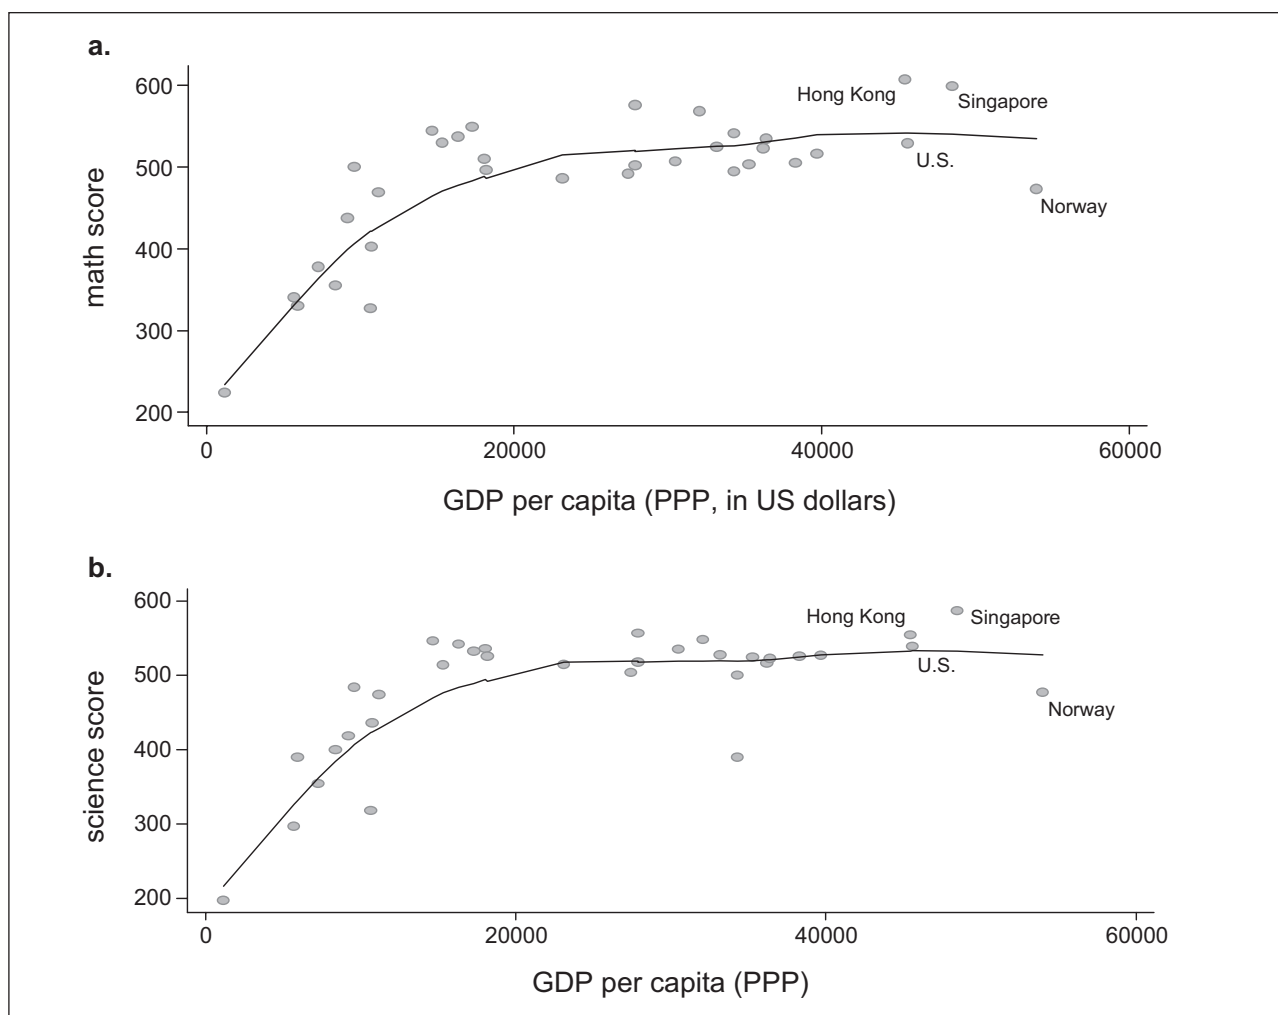 a.
600
500
400
300
200
math score
Hong Kong
Singapore
U.S.
Norway
0
20000
40000
60000
GDP per capita (PPP, in US dollars)
b.
600
500
400
300
200
science score
Hong Kong
Singapore
U.S.
Norway
0
20000
40000
60000
GDP per capita (PPP)